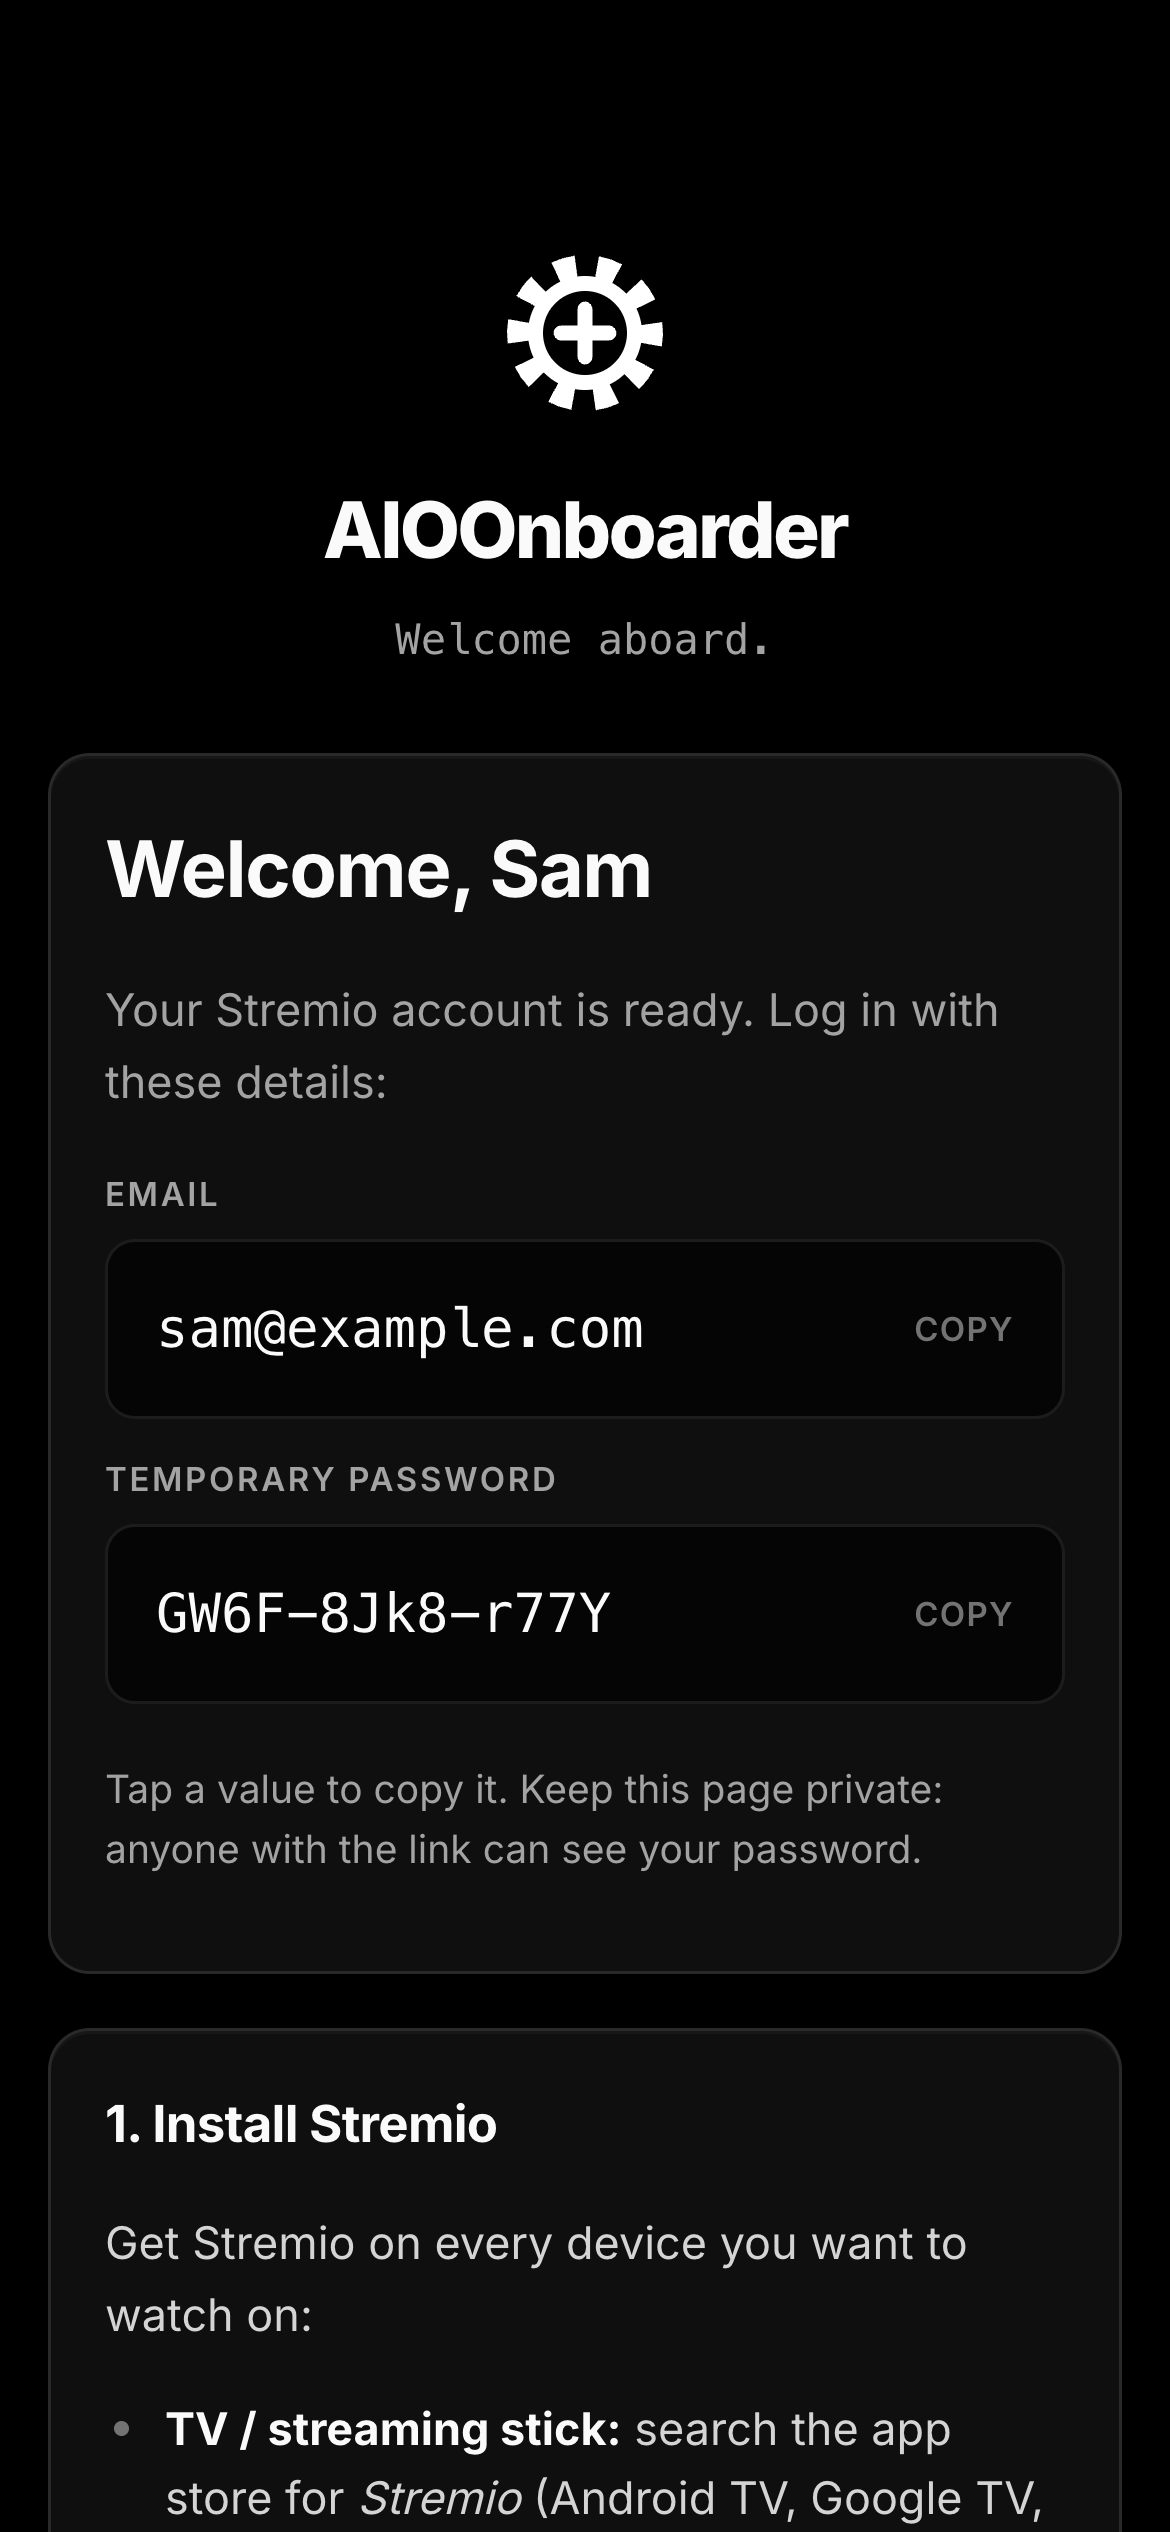 AIOOnboarder
Welcome aboard.
Welcome, Sam
Your Stremio account is ready. Log in with
these details:
EMAIL
sam@example.com COPY
TEMPORARY PASSWORD
GW6F-8Jk8-r77Y COPY
Tap a value to copy it. Keep this page private:
anyone with the link can see your password.
1. Install Stremio
Get Stremio on every device you want to
watch on:
• TV / streaming stick: search the app
store for Stremio (Android TV, Google TV,